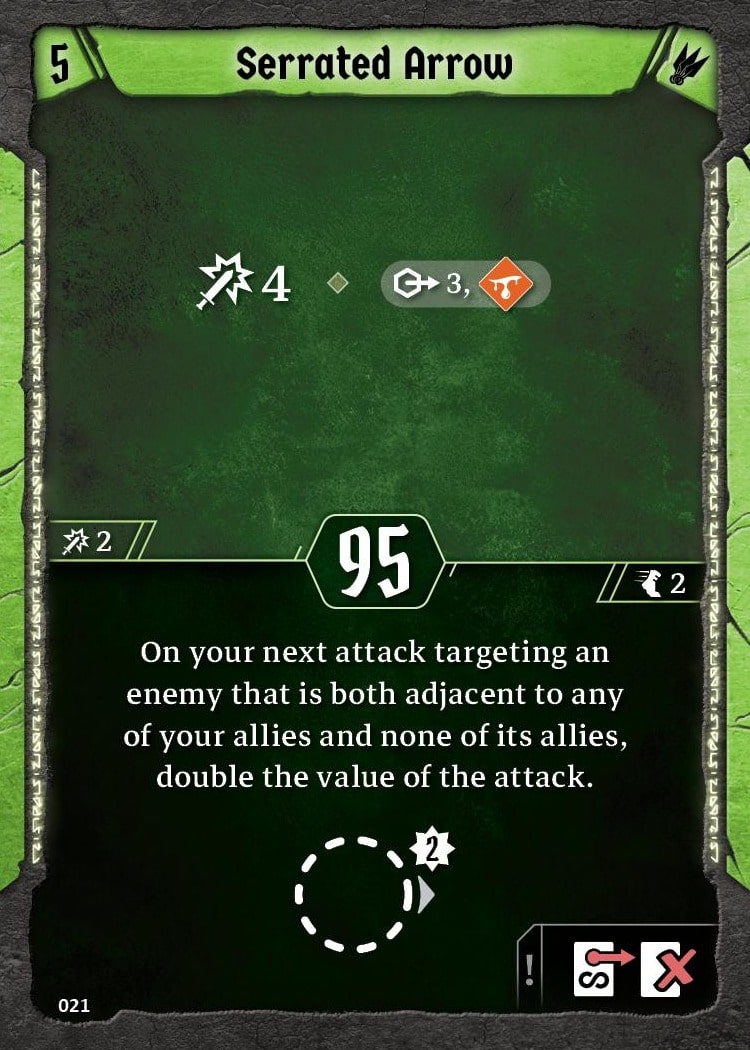 5
Serrated Arrow
4
3,
2
95
2
On your next attack targeting an
enemy that is both adjacent to any
of your allies and none of its allies,
double the value of the attack.
2
!
021